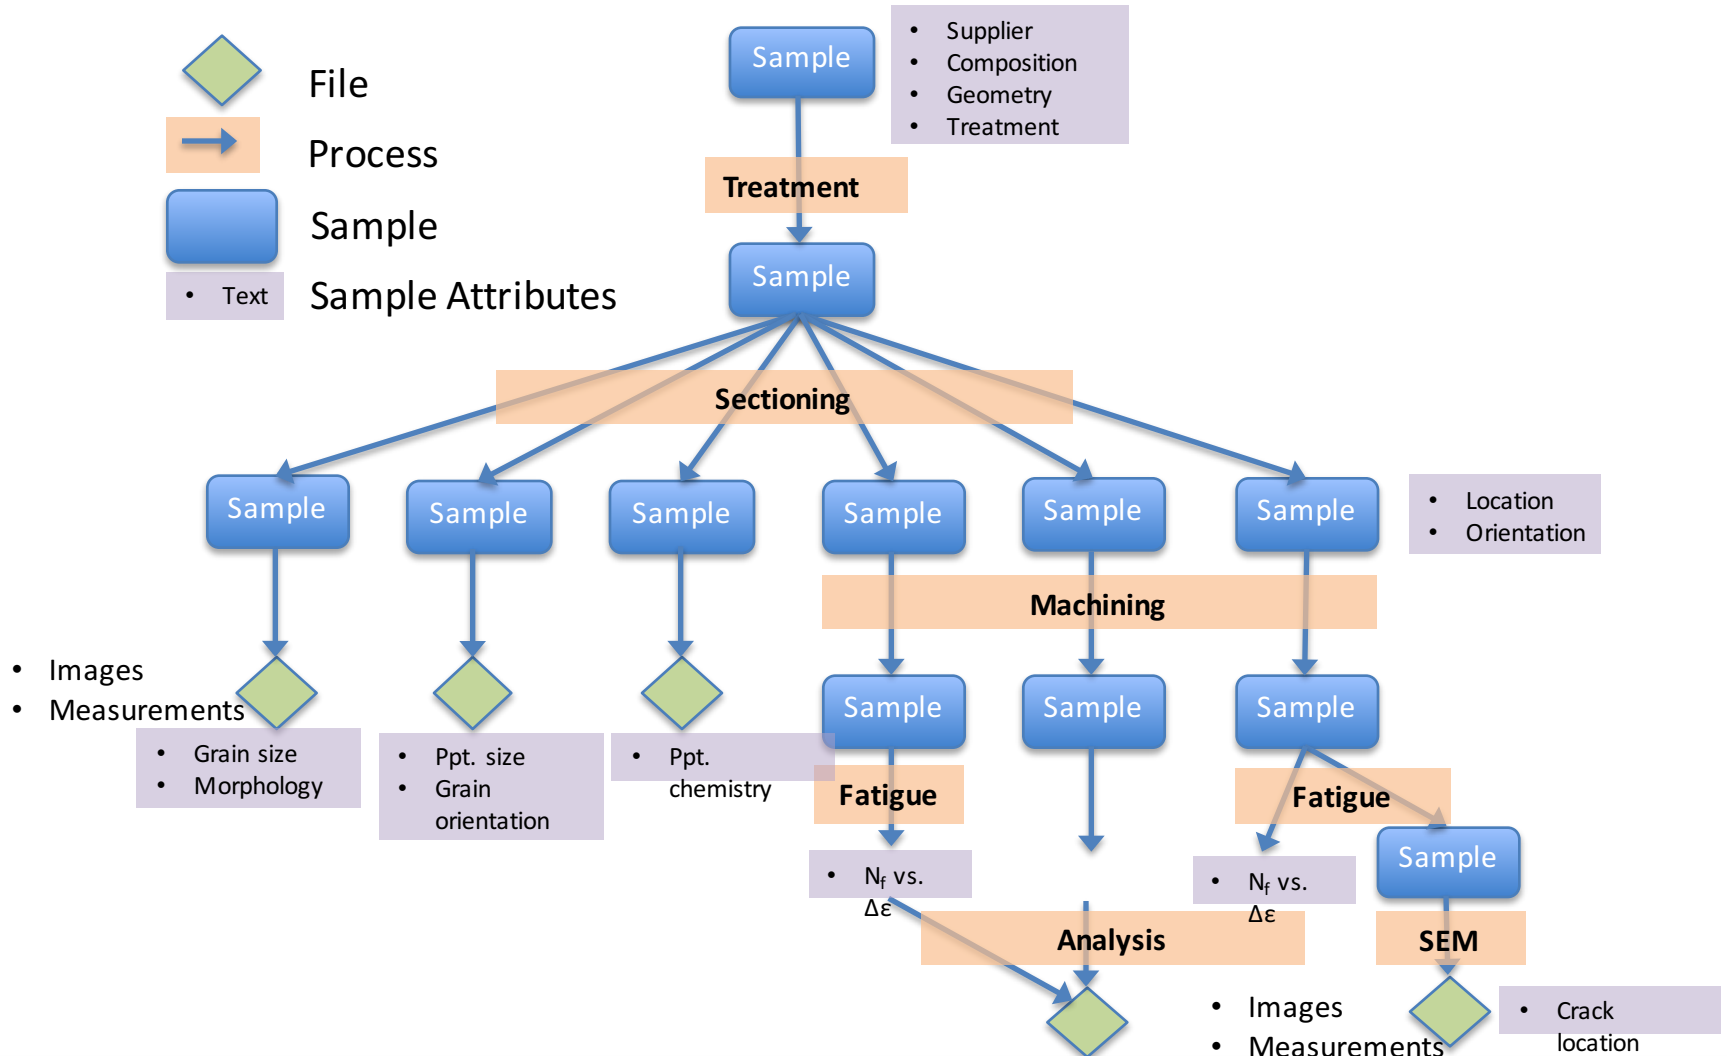 File
Process
Sample
• Text
Sample Attributes
Sample
• Supplier
• Composition
• Geometry
• Treatment
Treatment
Sample
Sectioning
Sample
Sample
Sample
Sample
Sample
Sample
• Location
• Orientation
Machining
• Images
• Measurements
• Grain size
• Morphology
• Ppt. size
• Grain
orientation
• Ppt.
chemistry
Sample
Sample
Sample
Fatigue
Fatigue
• Nf vs.
Δε
• Nf vs.
Δε
Sample
Analysis
SEM
• Images
• Measurements
• Crack
location